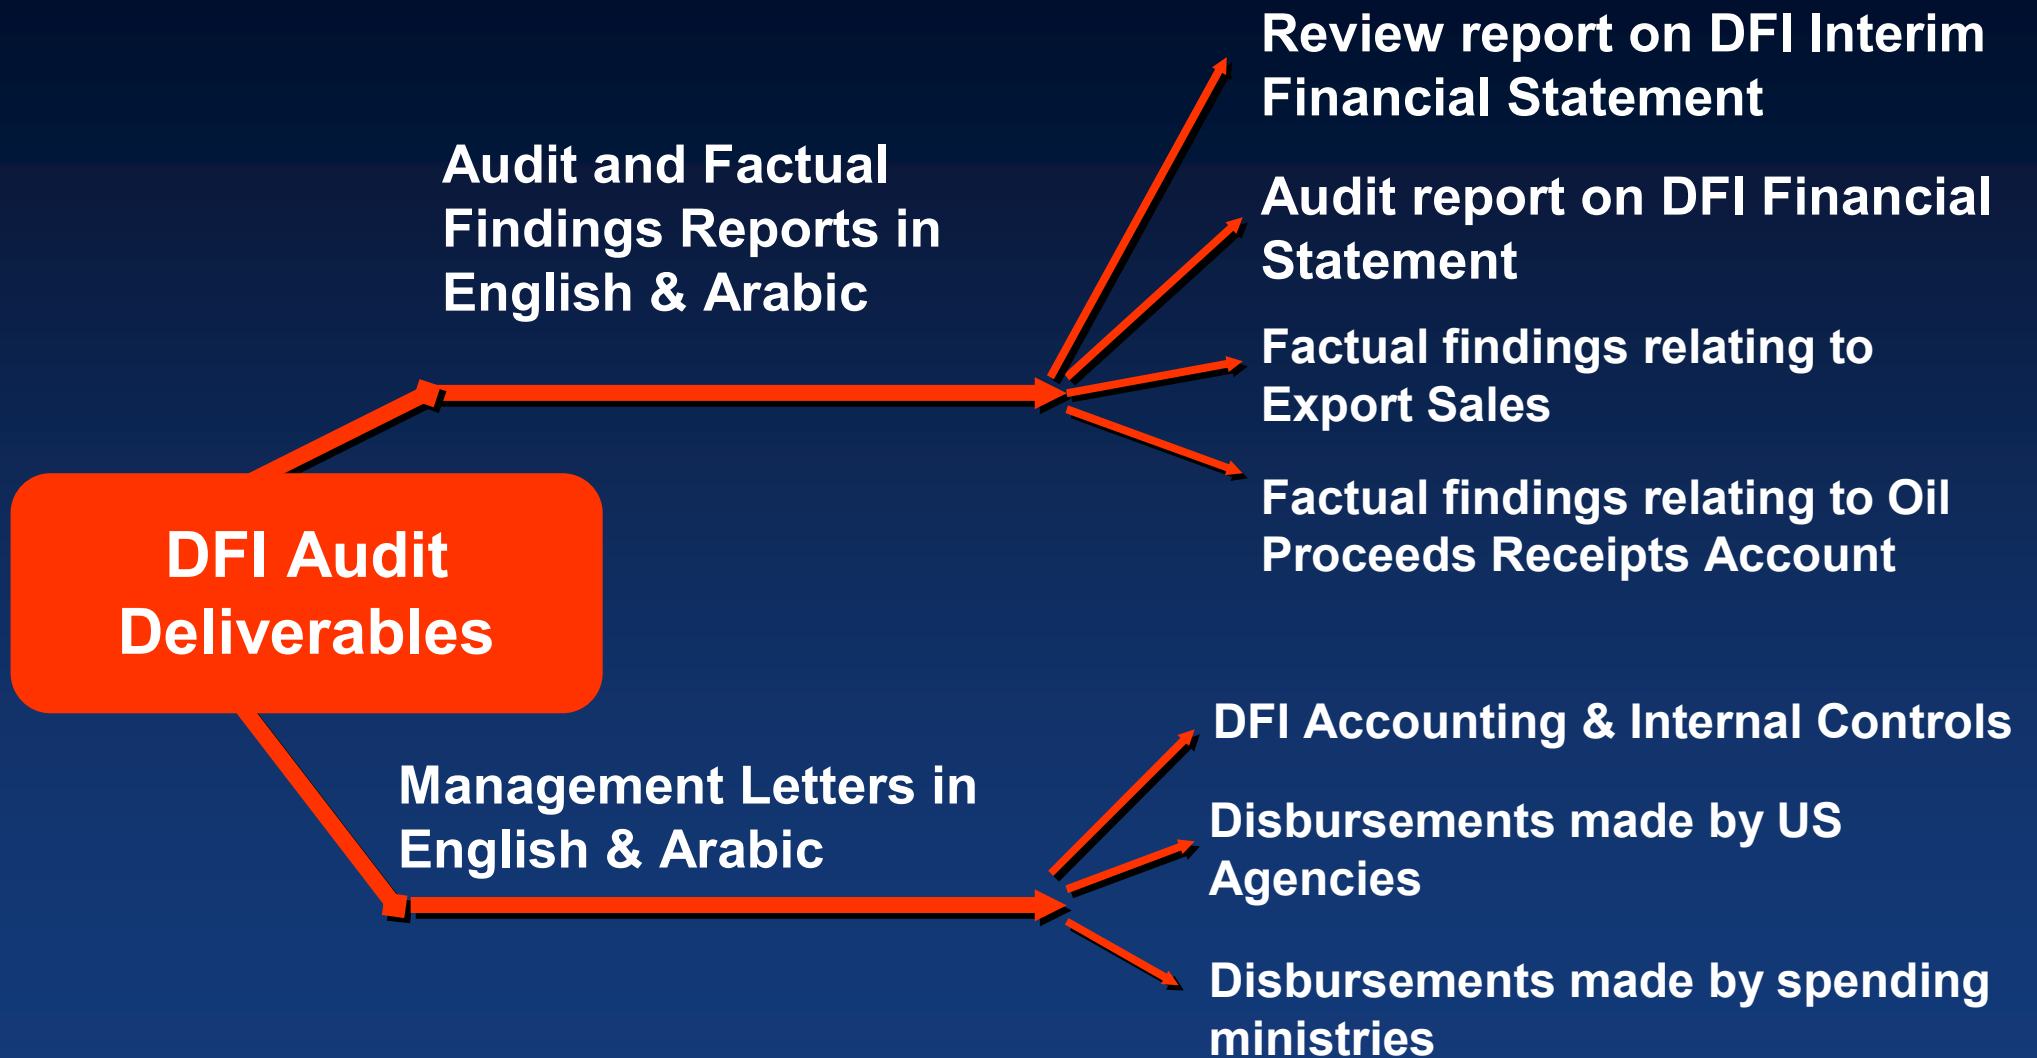 Review report on DFI Interim
Financial Statement
Audit and Factual
Findings Reports in
English & Arabic
Audit report on DFI Financial
Statement
Factual findings relating to
Export Sales
Factual findings relating to Oil
Proceeds Receipts Account
DFI Audit
Deliverables
Management Letters in
English & Arabic
DFI Accounting & Internal Controls
Disbursements made by US
Agencies
Disbursements made by spending
ministries